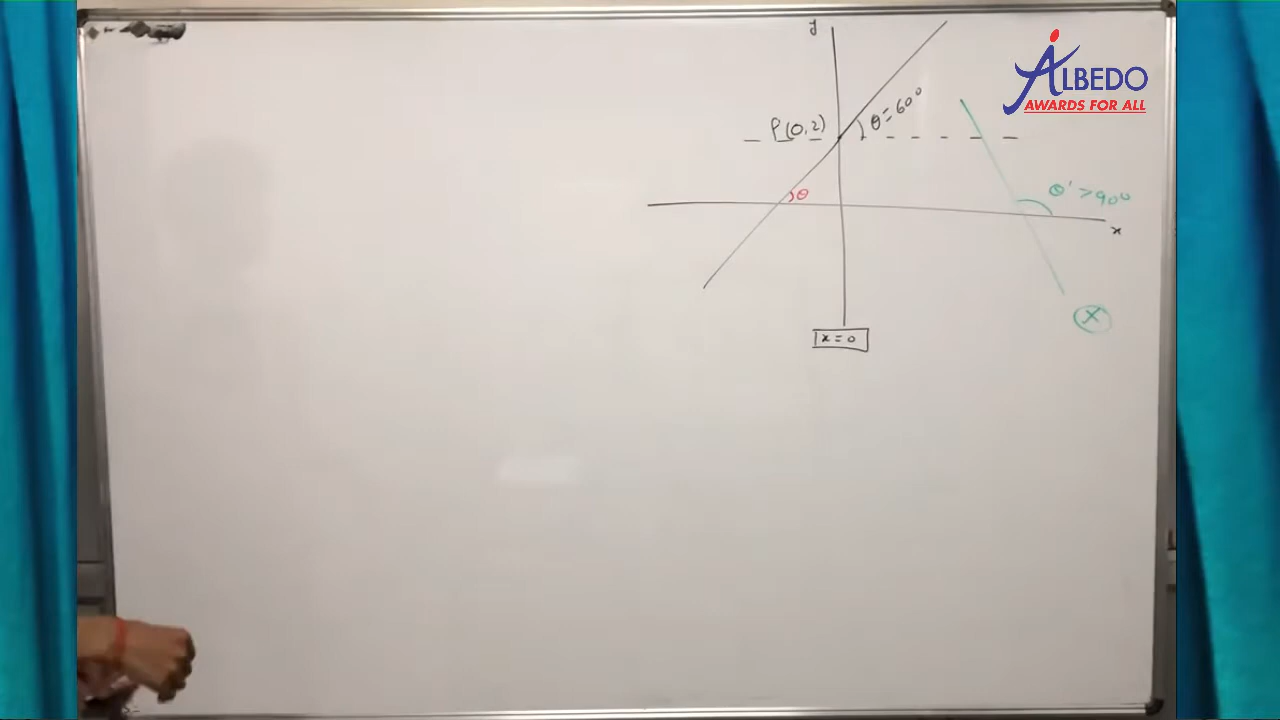 y
ALBEDO
AWARDS FOR ALL
P(0,2)
θ=60°
θ
θ'>90°
x
x
x=0